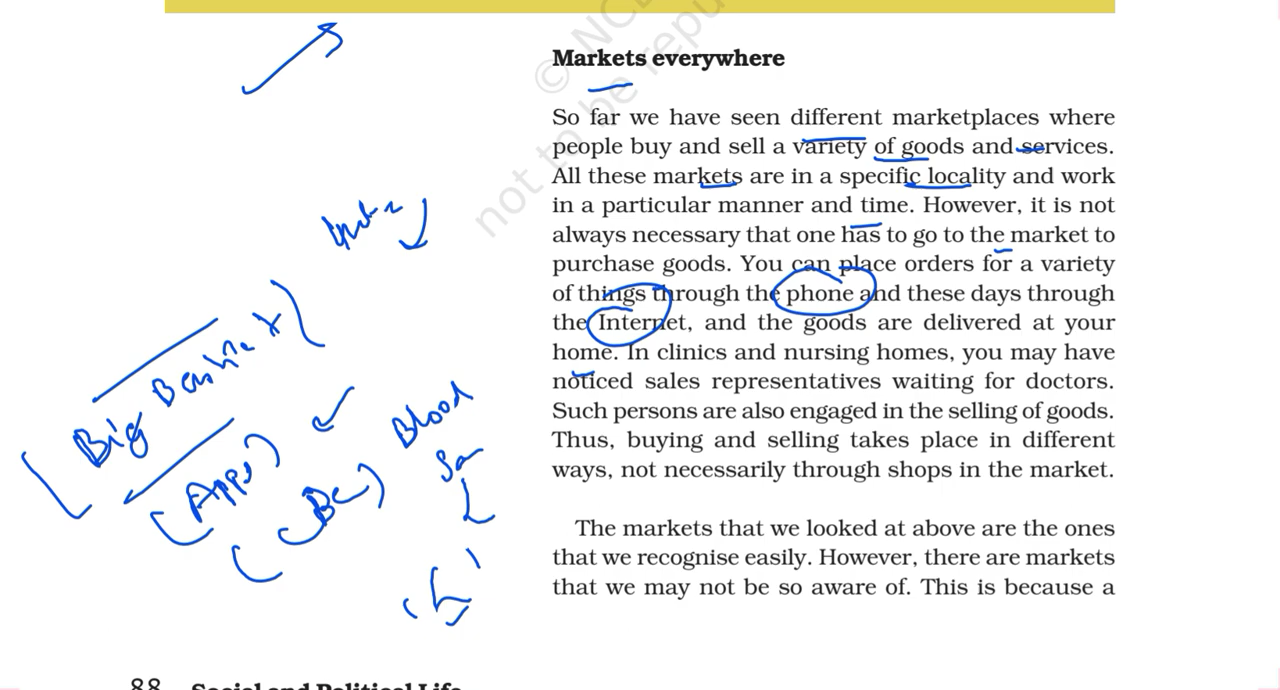 © NC
not to be repu
Markets everywhere
So far we have seen different marketplaces where
people buy and sell a variety of goods and services.
All these markets are in a specific locality and work
in a particular manner and time. However, it is not
always necessary that one has to go to the market to
purchase goods. You can place orders for a variety
of things through the phone and these days through
the Internet, and the goods are delivered at your
home. In clinics and nursing homes, you may have
noticed sales representatives waiting for doctors.
Such persons are also engaged in the selling of goods.
Thus, buying and selling takes place in different
ways, not necessarily through shops in the market.
The markets that we looked at above are the ones
that we recognise easily. However, there are markets
that we may not be so aware of. This is because a
Big Basket
(Apps)
Blood
88 Social and Political Life